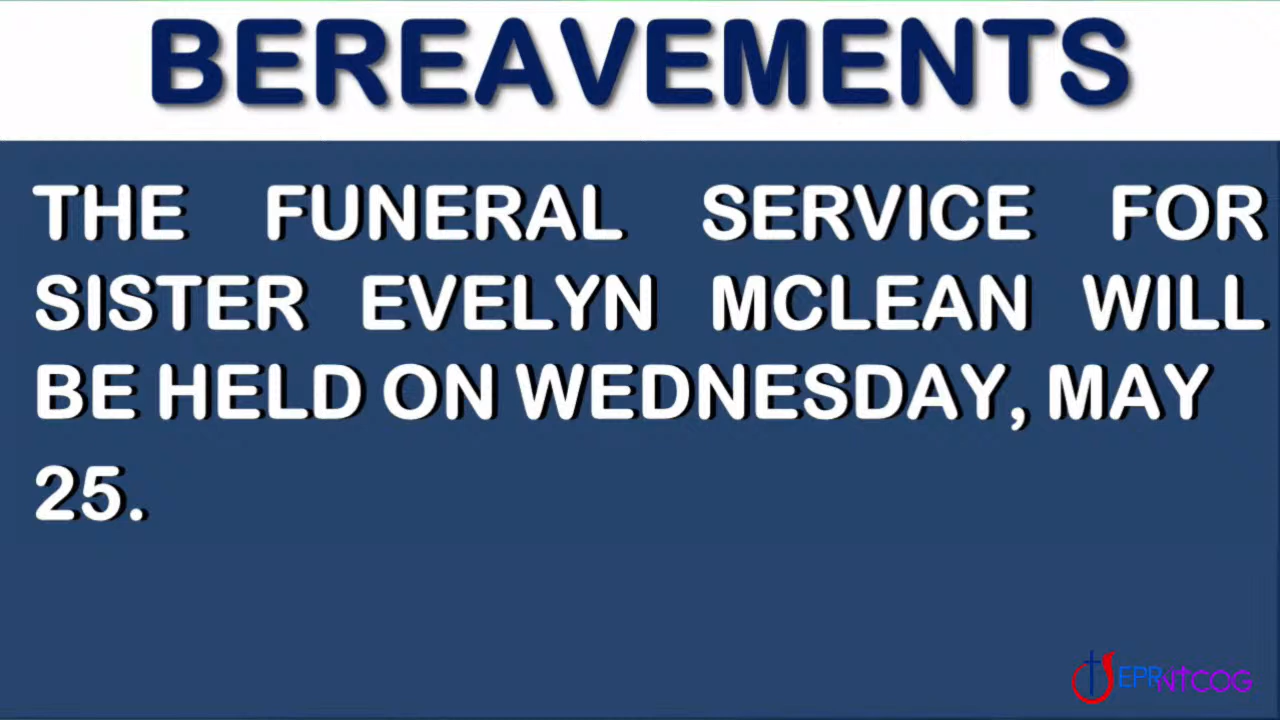 BEREAVEMENTS
THE FUNERAL SERVICE FOR
SISTER EVELYN MCLEAN WILL
BE HELD ON WEDNESDAY, MAY
25.
EPRNTCOG